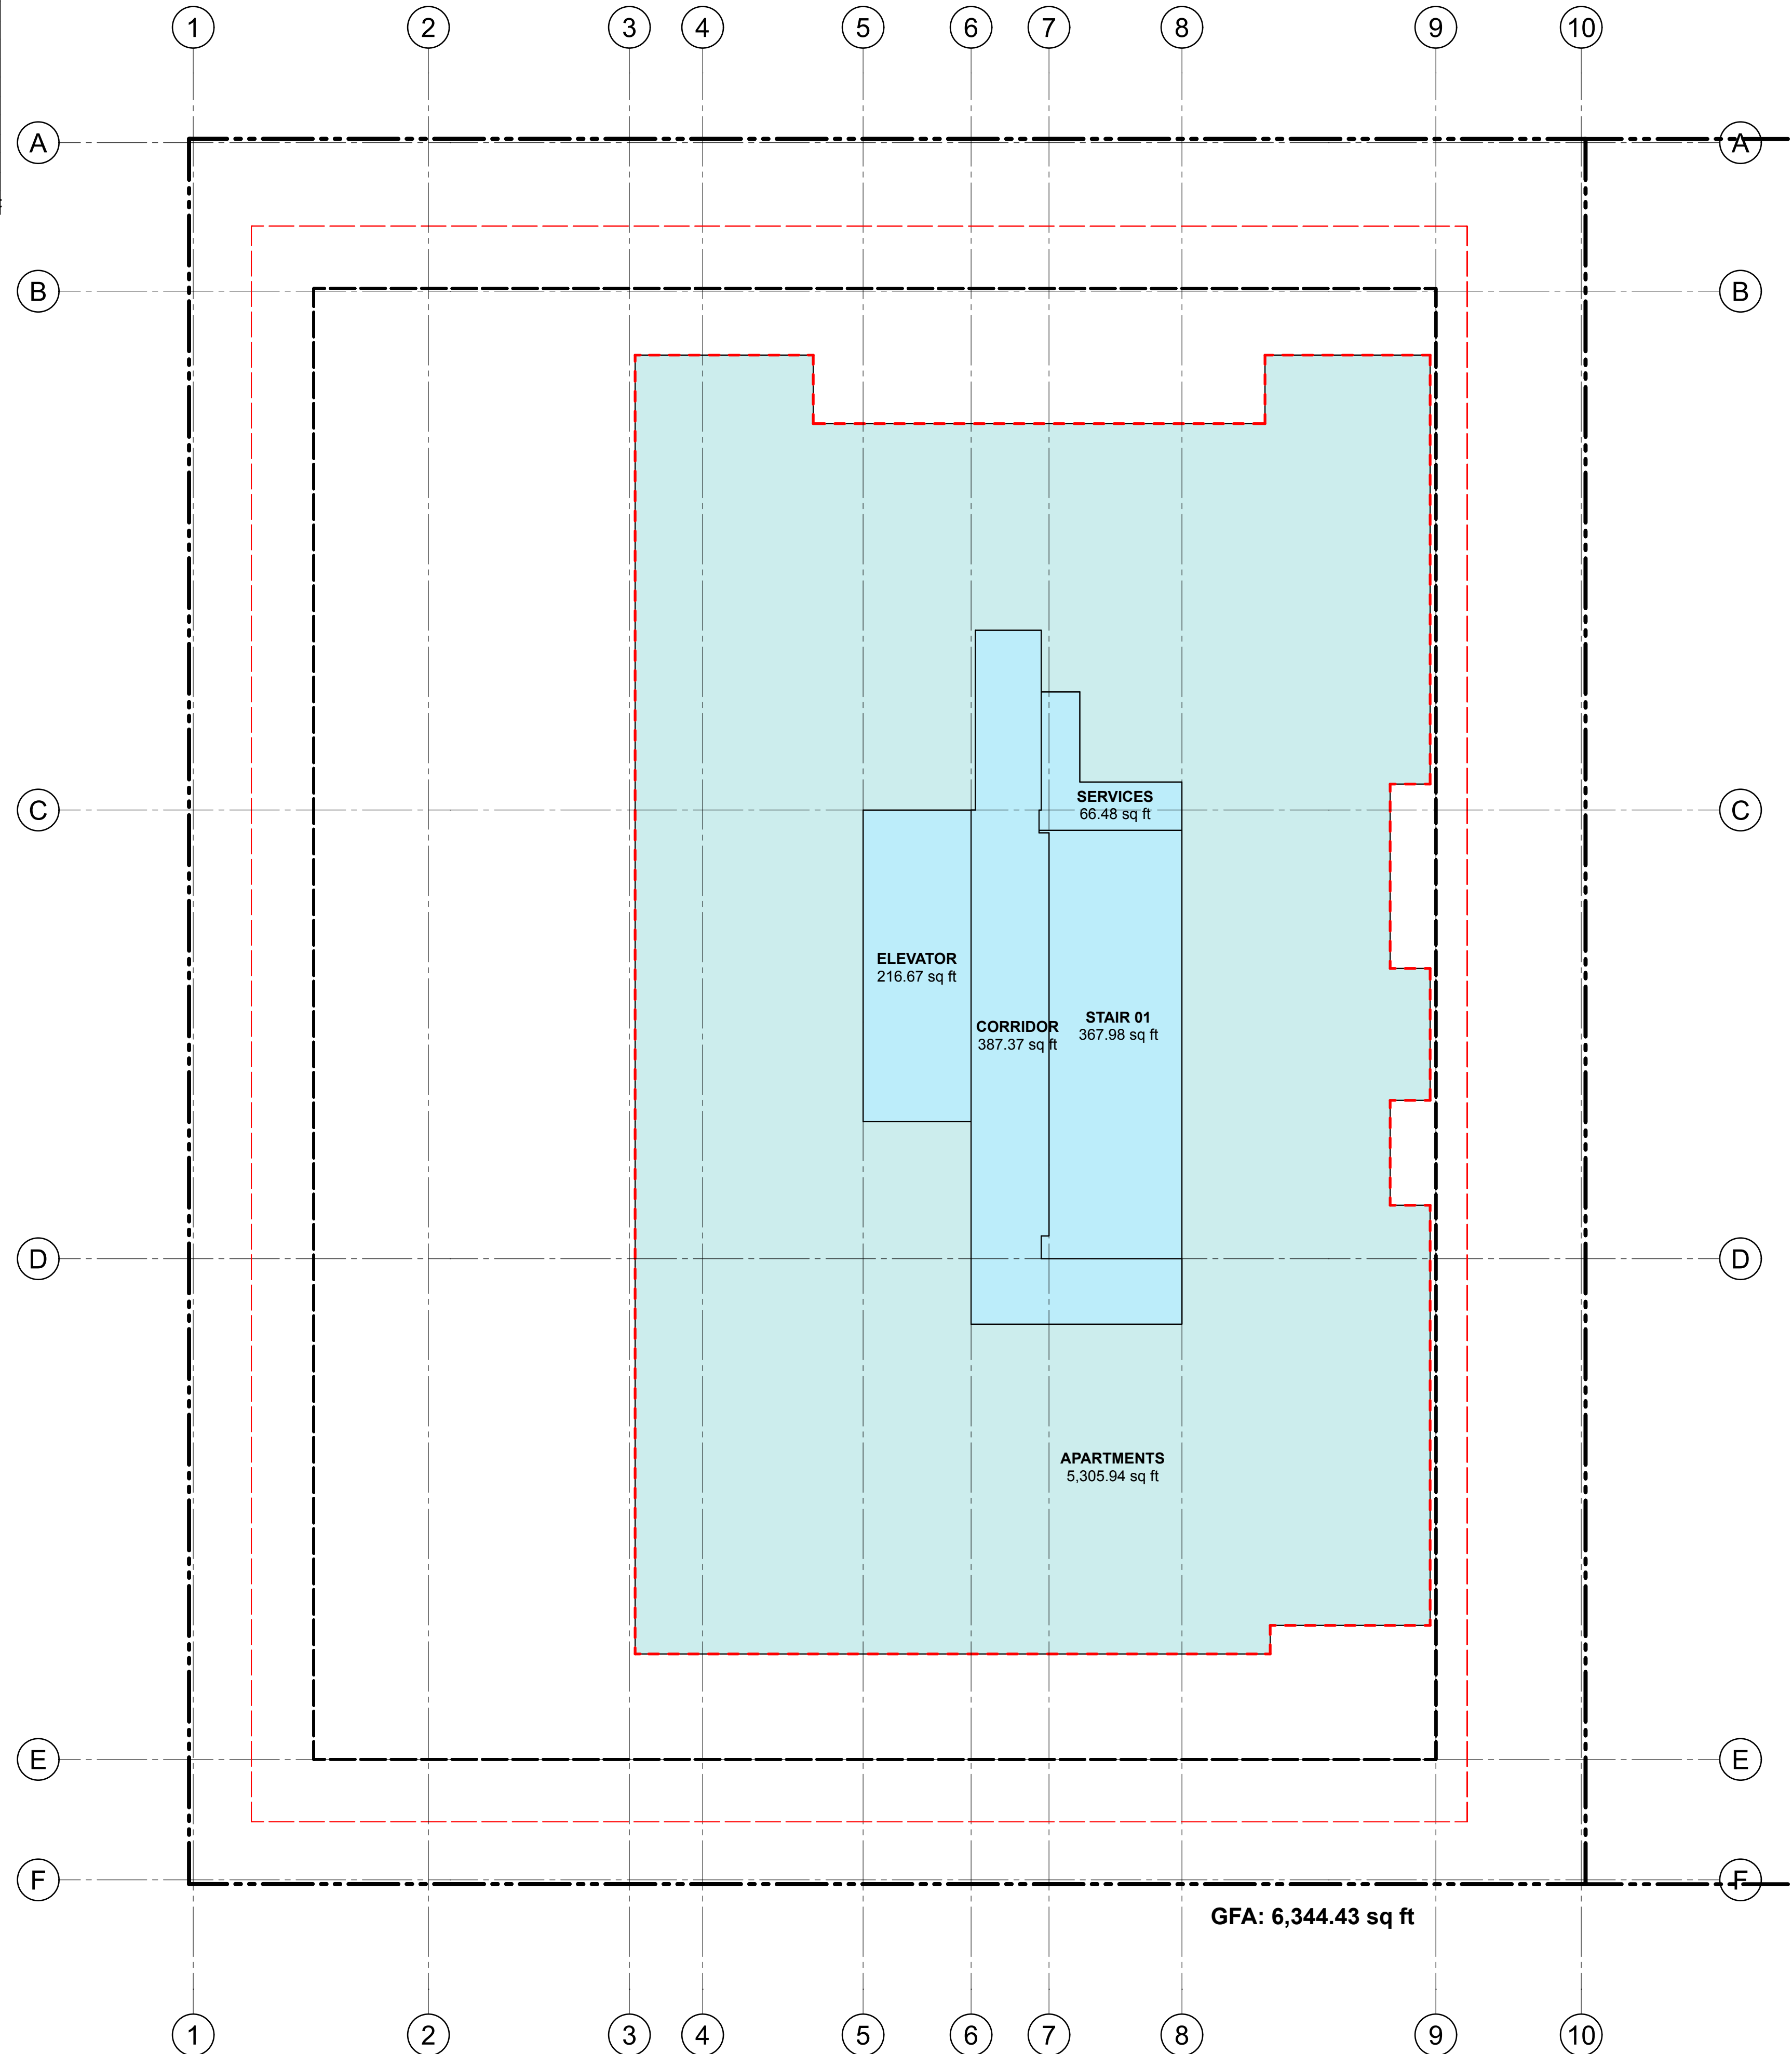 1 2 3 4 5 6 7 8 9 10
A A
B B
SERVICES
66.48 sq ft
C C
ELEVATOR
216.67 sq ft
CORRIDOR
387.37 sq ft
STAIR 01
367.98 sq ft
D D
APARTMENTS
5,305.94 sq ft
E E
F F
GFA: 6,344.43 sq ft
1 2 3 4 5 6 7 8 9 10